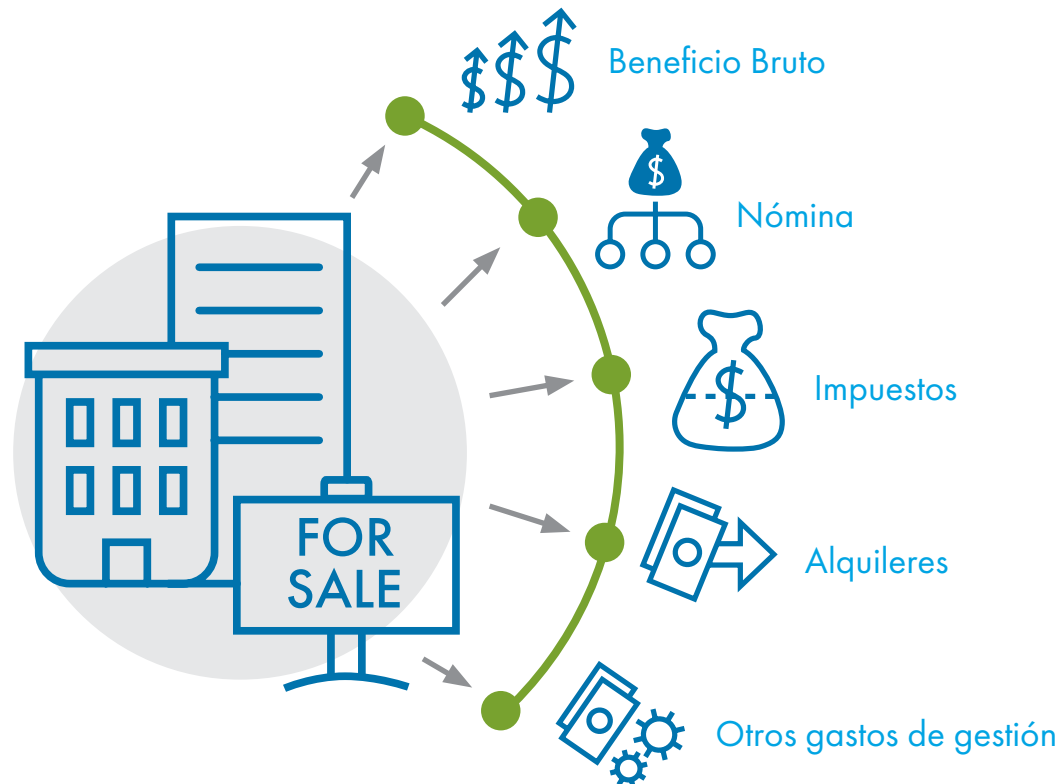 Beneficio Bruto
Nómina
Impuestos
FOR
SALE
Alquileres
Otros gastos de gestión